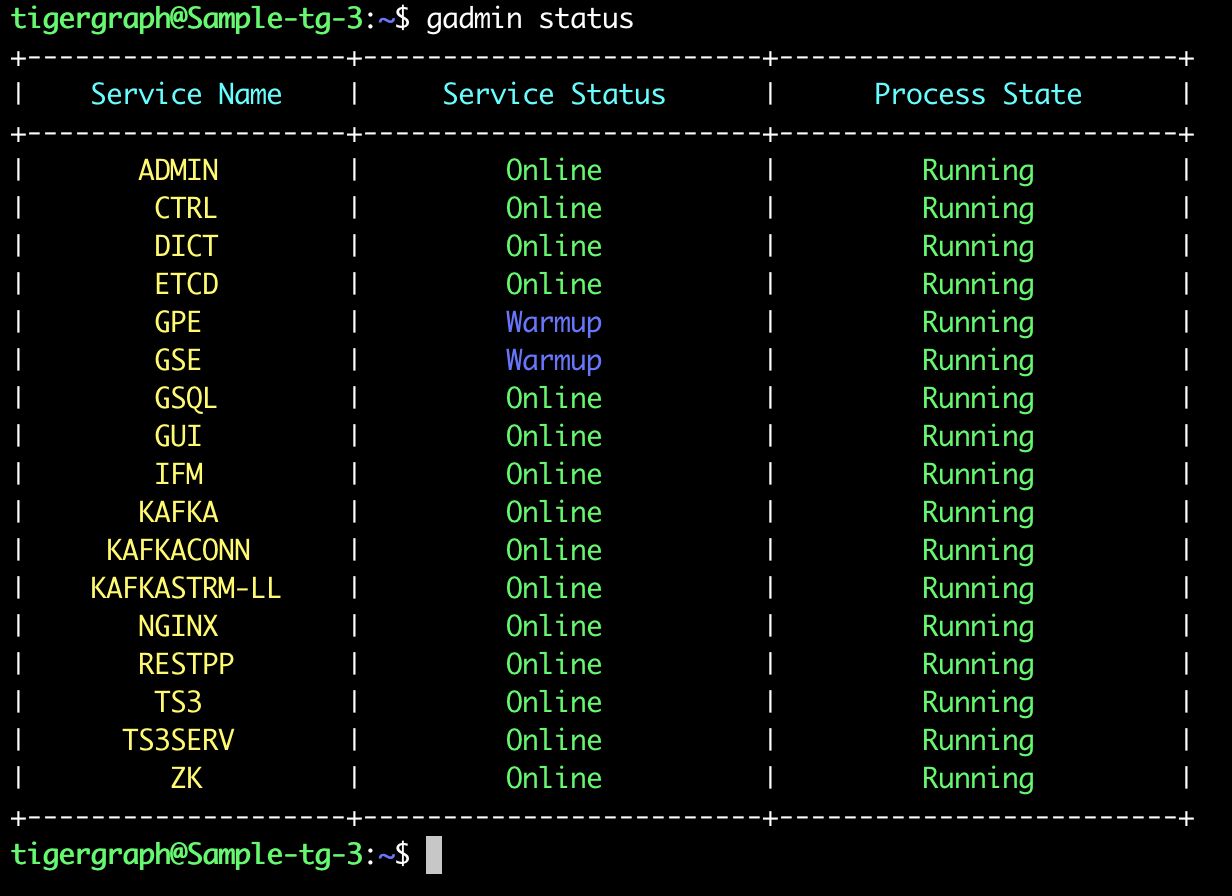 tigergraph@Sample-tg-3:~$ gadmin status
+--------------------+-------------------------+-------------------------+
|    Service Name    |     Service Status      |      Process State      |
+--------------------+-------------------------+-------------------------+
|       ADMIN        |         Online          |         Running         |
|        CTRL        |         Online          |         Running         |
|        DICT        |         Online          |         Running         |
|        ETCD        |         Online          |         Running         |
|        GPE         |         Warmup          |         Running         |
|        GSE         |         Warmup          |         Running         |
|        GSQL        |         Online          |         Running         |
|        GUI         |         Online          |         Running         |
|        IFM         |         Online          |         Running         |
|       KAFKA        |         Online          |         Running         |
|     KAFKACONN      |         Online          |         Running         |
|    KAFKASTRM-LL    |         Online          |         Running         |
|       NGINX        |         Online          |         Running         |
|       RESTPP       |         Online          |         Running         |
|        TS3         |         Online          |         Running         |
|      TS3SERV       |         Online          |         Running         |
|         ZK         |         Online          |         Running         |
+--------------------+-------------------------+-------------------------+
tigergraph@Sample-tg-3:~$